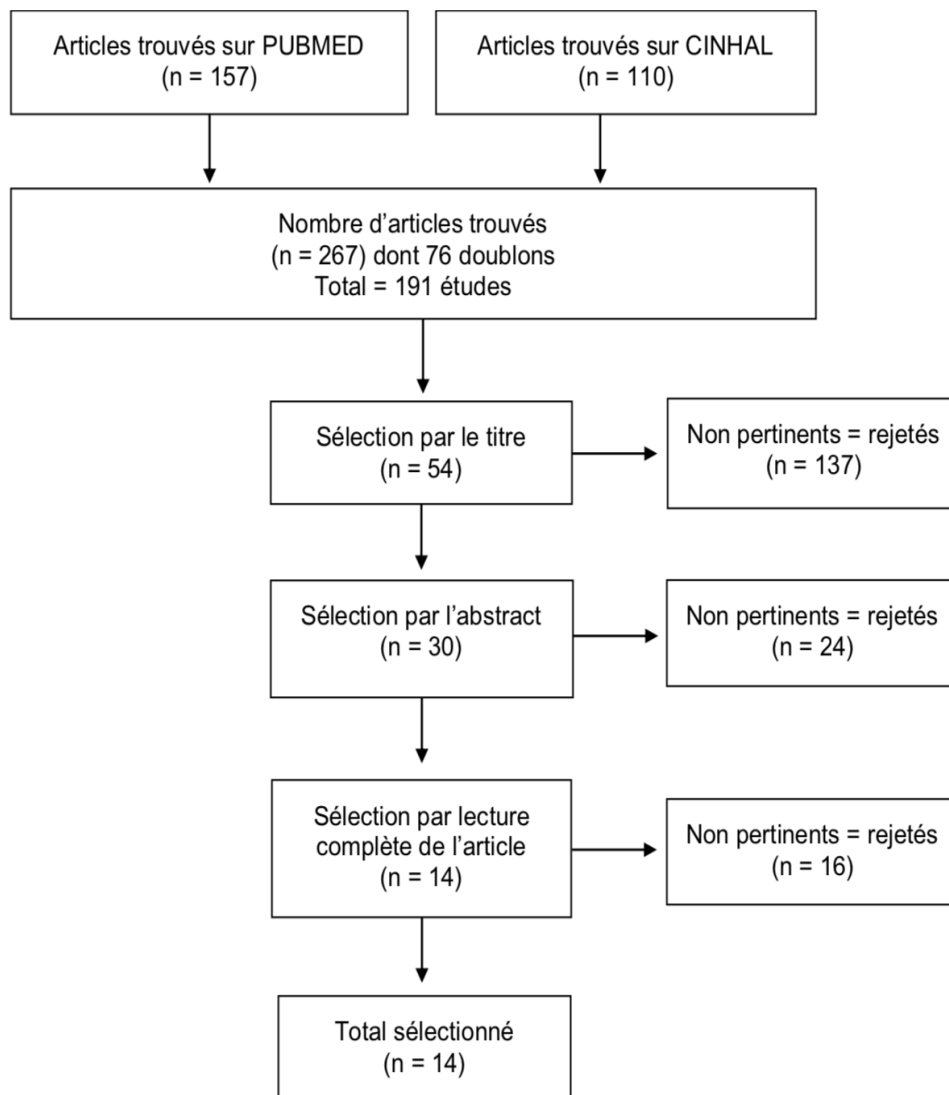 Articles trouvés sur PUBMED
(n = 157)
Articles trouvés sur CINHAL
(n = 110)
Nombre d'articles trouvés
(n = 267) dont 76 doublons
Total = 191 études
Sélection par le titre
(n = 54)
Non pertinents = rejetés
(n = 137)
Sélection par l'abstract
(n = 30)
Non pertinents = rejetés
(n = 24)
Sélection par lecture
complète de l'article
(n = 14)
Non pertinents = rejetés
(n = 16)
Total sélectionné
(n = 14)